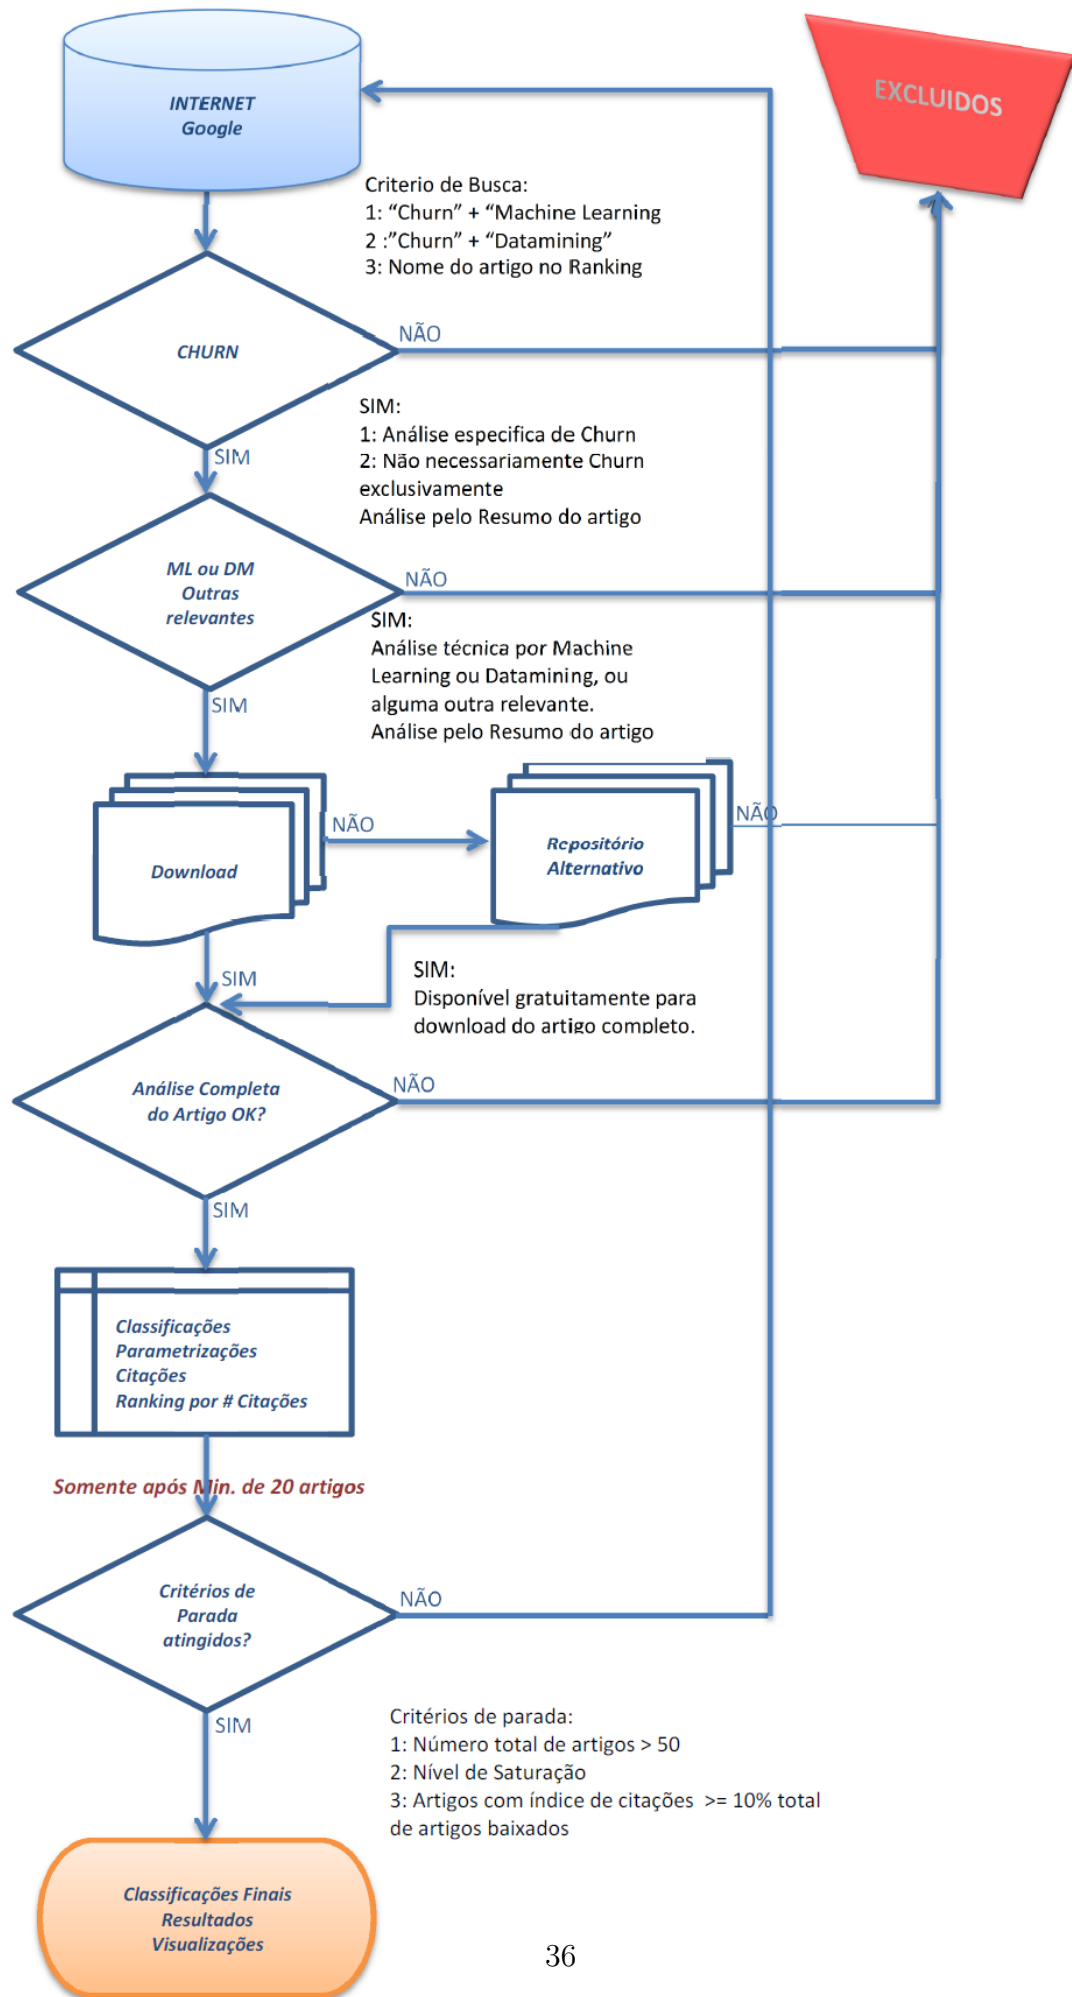 INTERNET
Google
EXCLUIDOS
Criterio de Busca:
1: “Churn” + “Machine Learning
2 :”Churn” + “Datamining”
3: Nome do artigo no Ranking
CHURN
NÃO
SIM
SIM:
1: Análise especifica de Churn
2: Não necessariamente Churn
exclusivamente
Análise pelo Resumo do artigo
ML ou DM
Outras
relevantes
NÃO
SIM
SIM:
Análise técnica por Machine
Learning ou Datamining, ou
alguma outra relevante.
Análise pelo Resumo do artigo
Download
NÃO
Repositório
Alternativo
NÃO
SIM
SIM:
Disponível gratuitamente para
download do artigo completo.
Análise Completa
do Artigo OK?
NÃO
SIM
Classificações
Parametrizações
Citações
Ranking por # Citações
Somente após Min. de 20 artigos
Critérios de
Parada
atingidos?
NÃO
SIM
Critérios de parada:
1: Número total de artigos > 50
2: Nível de Saturação
3: Artigos com índice de citações >= 10% total
de artigos baixados
Classificações Finais
Resultados
Visualizações
36